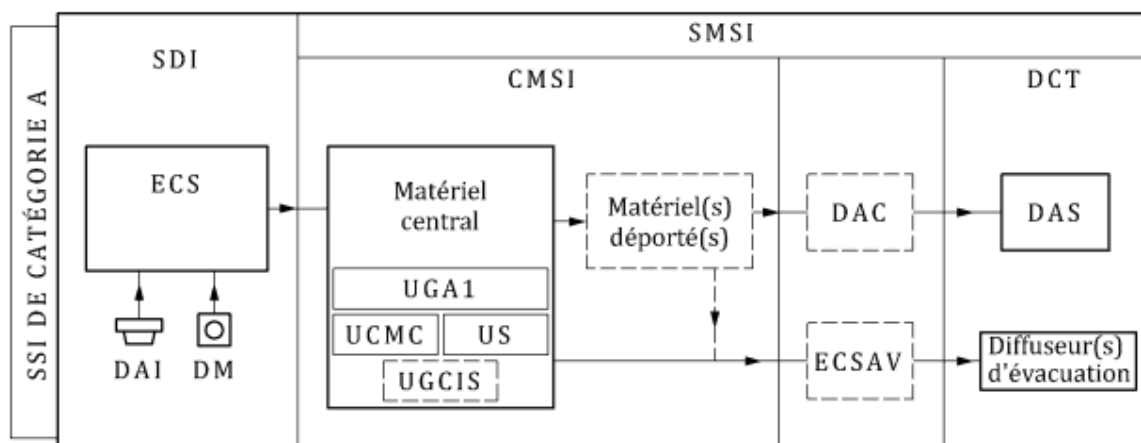 SSI DE CATÉGORIE A
SDI
SMSI
CMSI
DCT
ECS
DAI
DM
Matériel
central
UGA1
UCMC
US
UGCIS
Matériel(s)
déporté(s)
DAC
DAS
ECSAV
Diffuseur(s)
d'évacuation